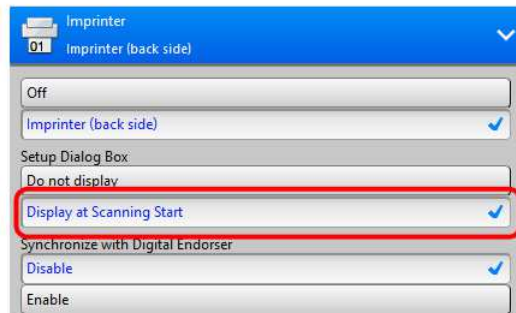 Imprinter
01
Imprinter (back side)
Off
Imprinter (back side)
Setup Dialog Box
Do not display
Display at Scanning Start
Synchronize with Digital Endorser
Disable
Enable